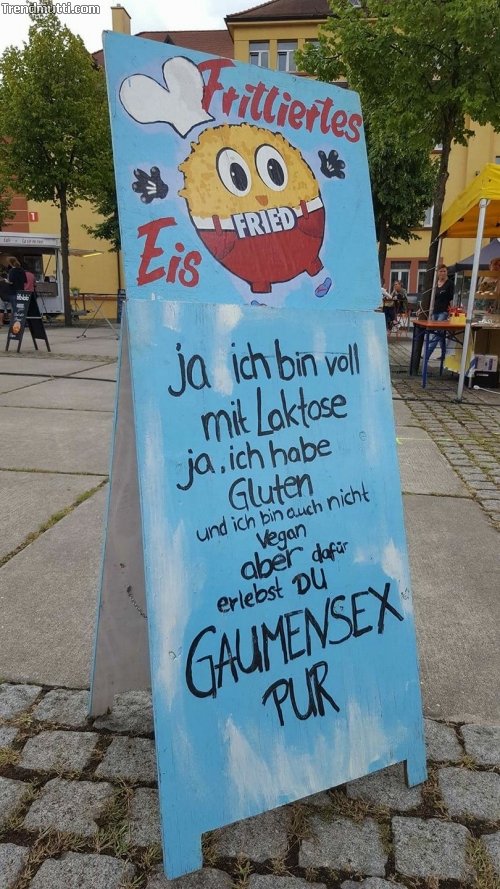 Trendmutti.com
Frittiertes
FRIED
Eis
ja ich bin voll
mit Laktose
ja, ich habe
Gluten
und ich bin auch nicht
vegan
aber dafür
erlebst DU
GAUMENSEX
PUR